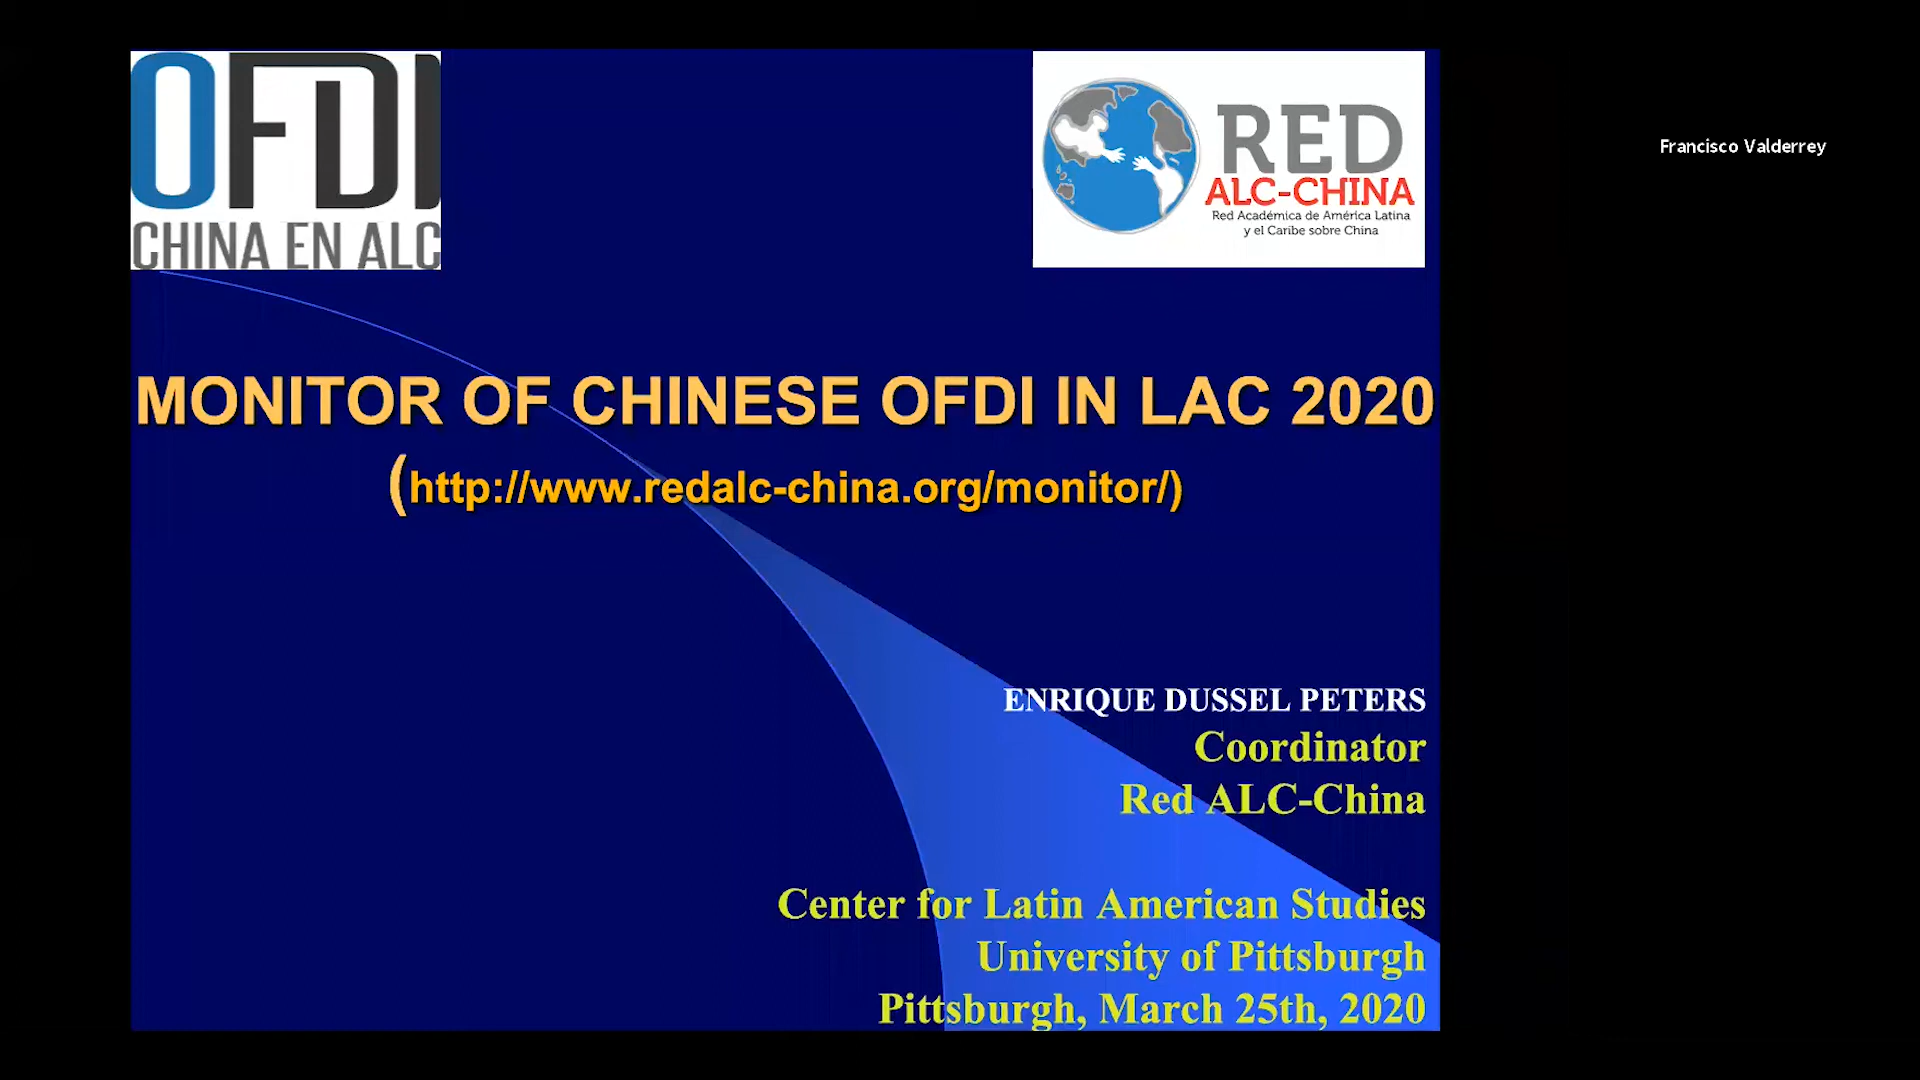 OFDI
CHINA EN ALC
RED
ALC-CHINA
Red Académica de América Latina
y el Caribe sobre China
Francisco Valderrey
MONITOR OF CHINESE OFDI IN LAC 2020
(http://www.redalc-china.org/monitor/)
ENRIQUE DUSSEL PETERS
Coordinator
Red ALC-China
Center for Latin American Studies
University of Pittsburgh
Pittsburgh, March 25th, 2020